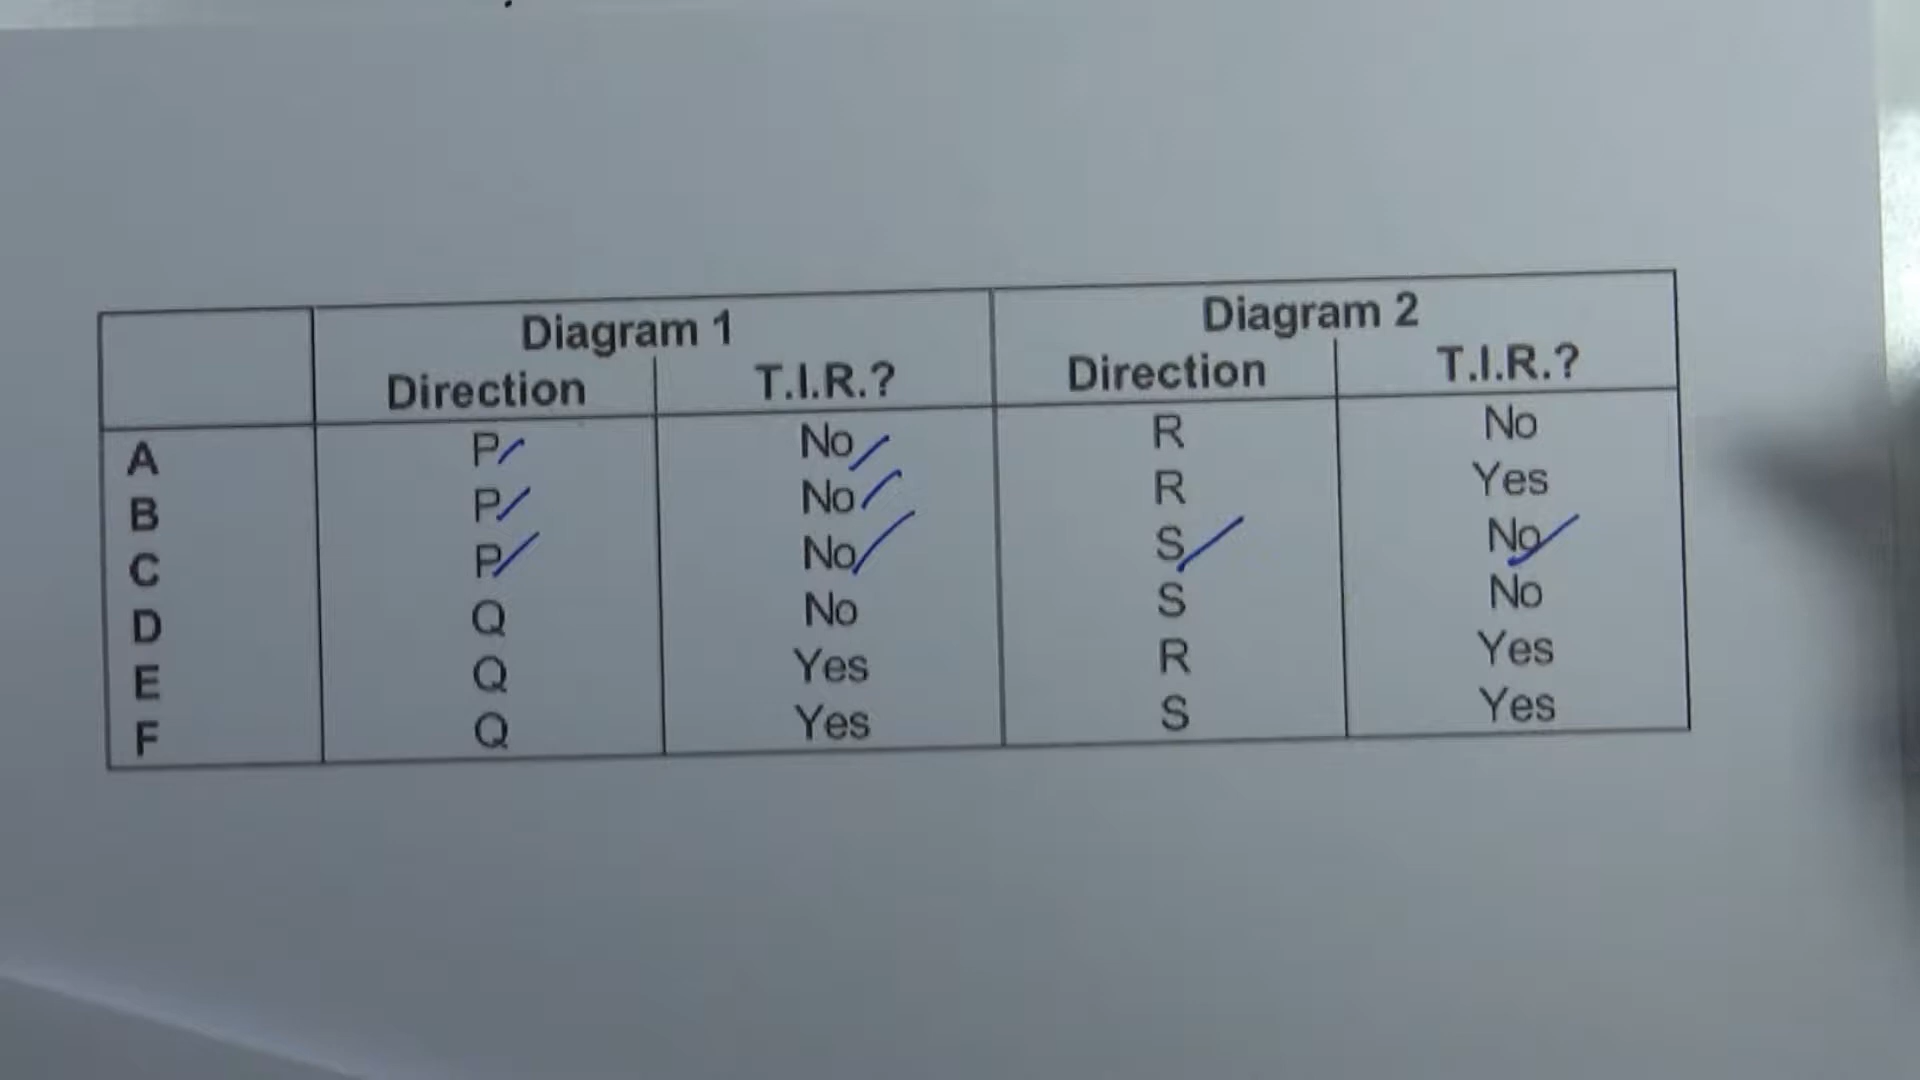 Diagram 1 Diagram 2
Direction T.I.R.? Direction T.I.R.?
A P No R No
B P No R Yes
C P No S No
D Q No S No
E Q Yes R Yes
F Q Yes S Yes